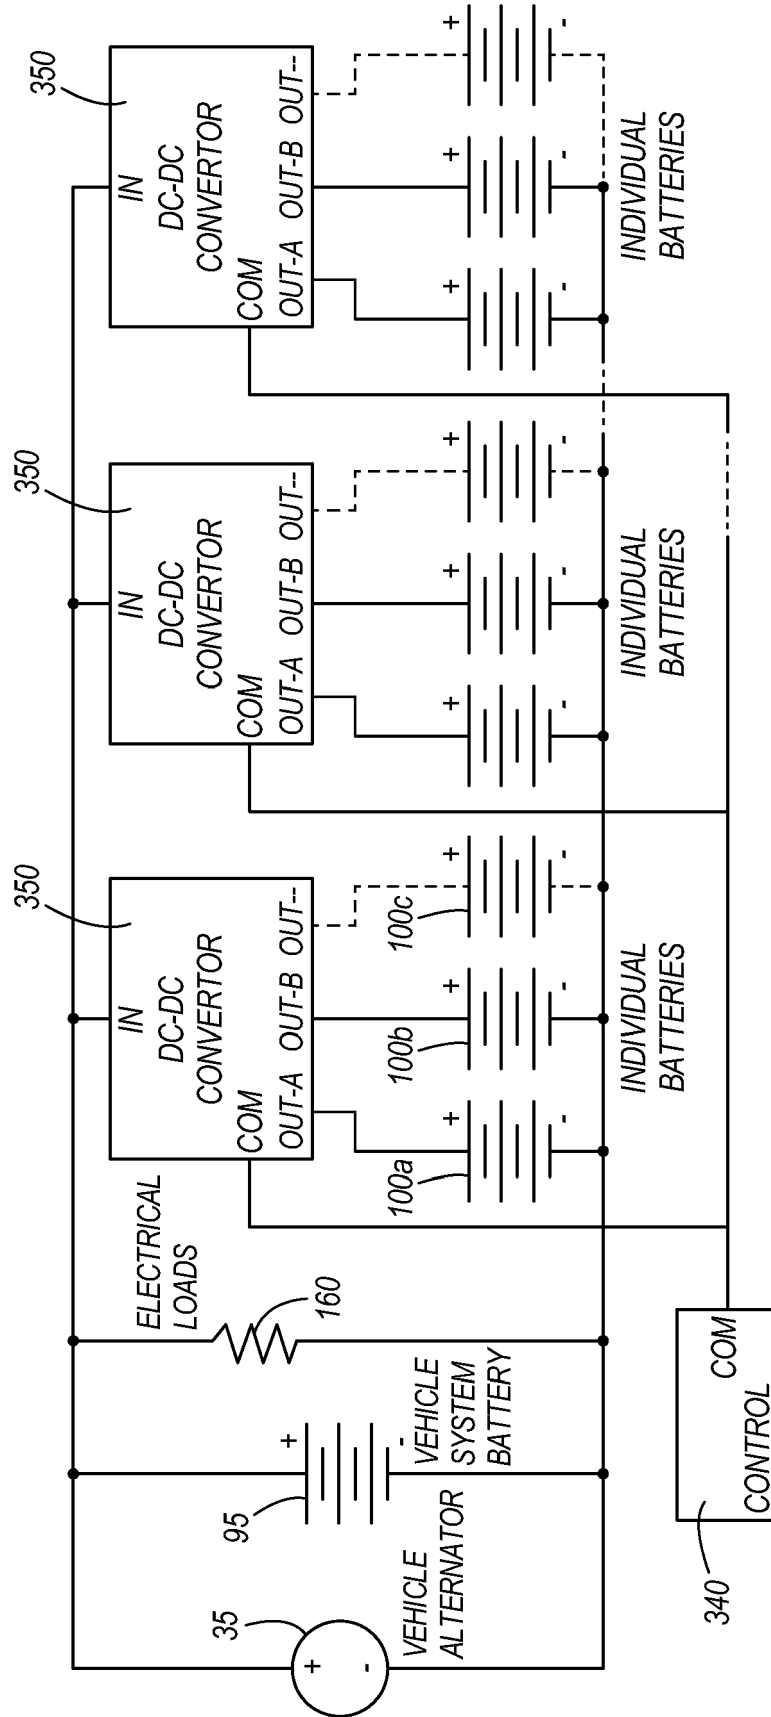 35
+
-
VEHICLE
ALTERNATOR
95
+
-
VEHICLE
SYSTEM
BATTERY
ELECTRICAL
LOADS
160
350
IN
DC-DC
CONVERTOR
COM
OUT-A OUT-B OUT--
+ + +
100a 100b 100c
- - -
INDIVIDUAL
BATTERIES
350
IN
DC-DC
CONVERTOR
COM
OUT-A OUT-B OUT--
+ + +
- - -
INDIVIDUAL
BATTERIES
350
IN
DC-DC
CONVERTOR
COM
OUT-A OUT-B OUT--
+ + +
- - -
INDIVIDUAL
BATTERIES
340
COM
CONTROL